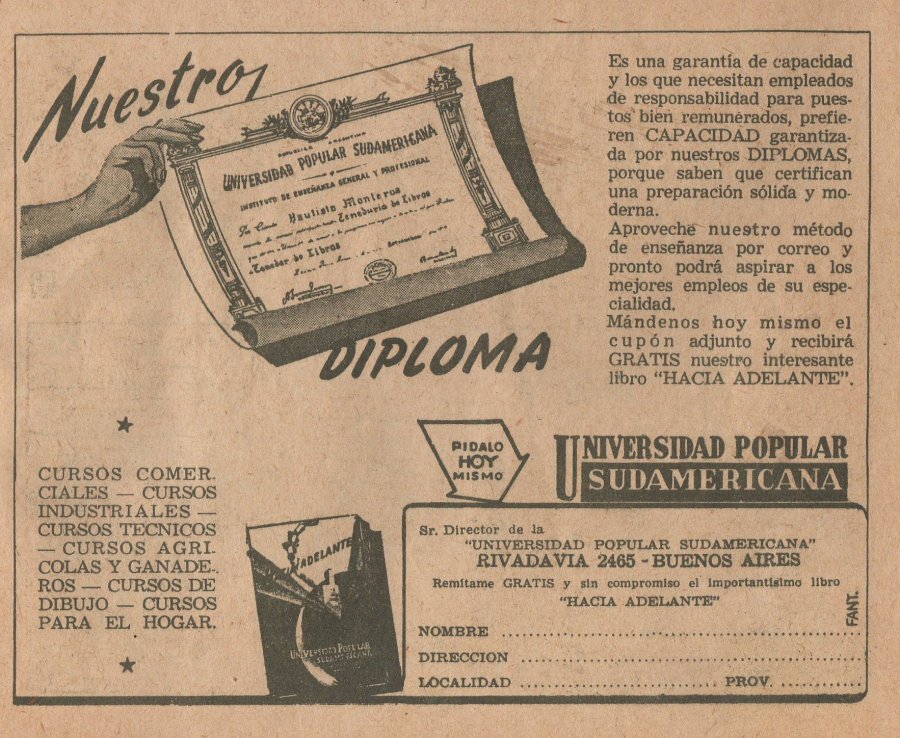 Nuestro
REPUBLICA ARGENTINA
UNIVERSIDAD POPULAR SUDAMERICANA
INSTITUTO DE ENSEÑANZA GENERAL Y PROFESIONAL
Bautista Monteros
Teneduría de Libros
Tenedor de Libros
DIPLOMA
Es una garantía de capacidad
y los que necesitan empleados
de responsabilidad para pues-
tos bien remunerados, prefie-
ren CAPACIDAD garantiza-
da por nuestros DIPLOMAS,
porque saben que certifican
una preparación sólida y mo-
derna.
Aproveche nuestro método
de enseñanza por correo y
pronto podrá aspirar a los
mejores empleos de su espe-
cialidad.
Mándenos hoy mismo el
cupón adjunto y recibirá
GRATIS nuestro interesante
libro "HACIA ADELANTE".
CURSOS COMER-
CIALES — CURSOS
INDUSTRIALES —
CURSOS TECNICOS
— CURSOS AGRI-
COLAS Y GANADE-
ROS — CURSOS DE
DIBUJO — CURSOS
PARA EL HOGAR.
ADELANTE
UNIVERSIDAD POPULAR
SUDAMERICANA
PIDALO
HOY
MISMO
UNIVERSIDAD POPULAR
SUDAMERICANA
Sr. Director de la
"UNIVERSIDAD POPULAR SUDAMERICANA"
RIVADAVIA 2465 - BUENOS AIRES
Remítame GRATIS y sin compromiso el importantísimo libro
"HACIA ADELANTE"
FANT.
NOMBRE
DIRECCION
LOCALIDAD PROV.